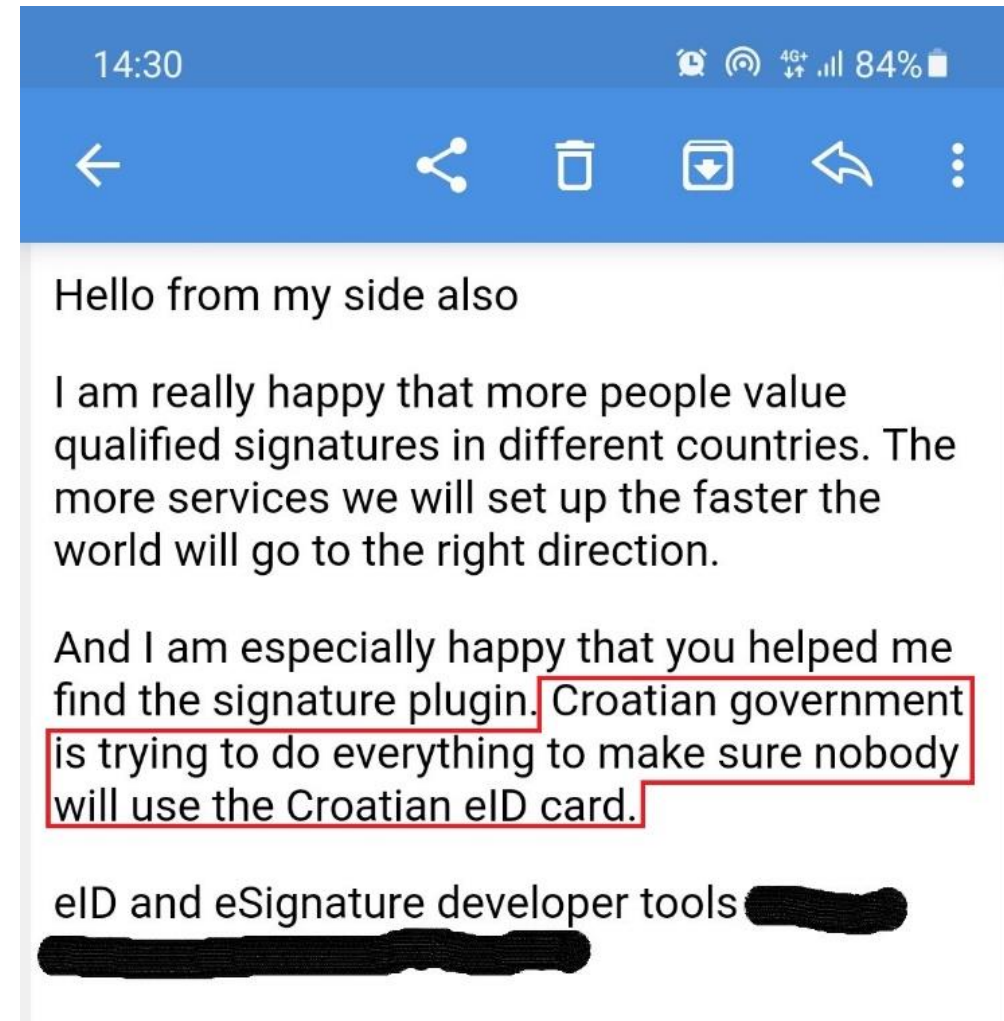 14:30
4G+
84%
Hello from my side also
I am really happy that more people value
qualified signatures in different countries. The
more services we will set up the faster the
world will go to the right direction.
And I am especially happy that you helped me
find the signature plugin. Croatian government
is trying to do everything to make sure nobody
will use the Croatian eID card.
eID and eSignature developer tools